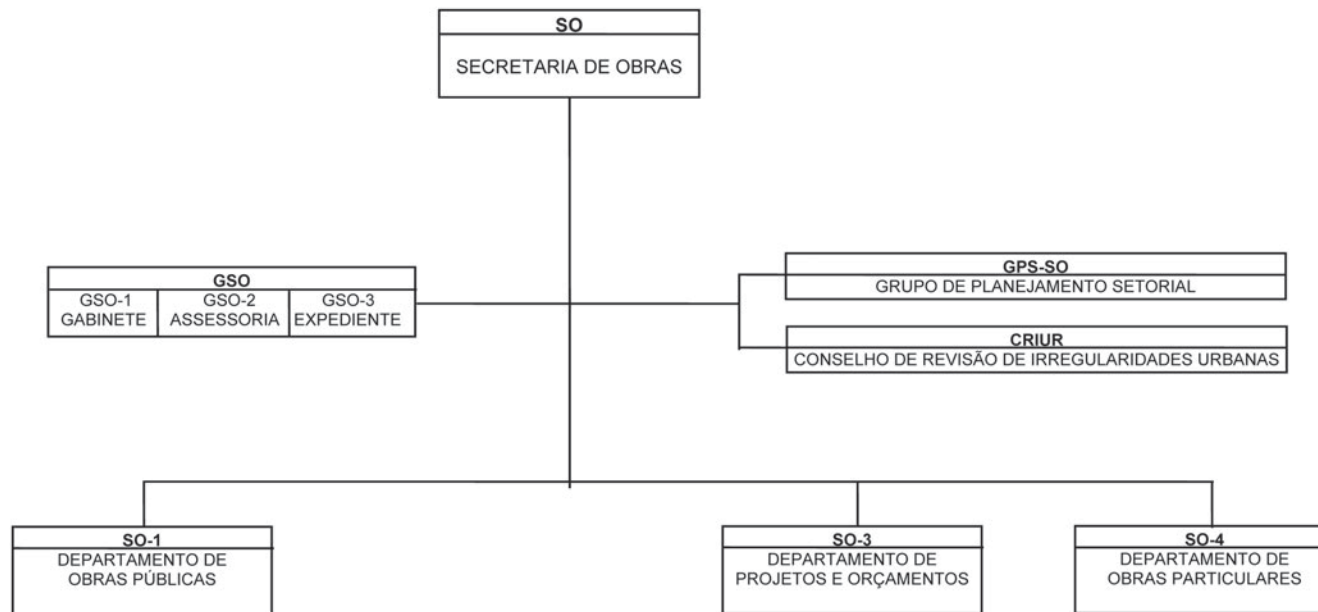 SO
SECRETARIA DE OBRAS
GSO
GSO-1
GABINETE
GSO-2
ASSESSORIA
GSO-3
EXPEDIENTE
GPS-SO
GRUPO DE PLANEJAMENTO SETORIAL
CRIUR
CONSELHO DE REVISÃO DE IRREGULARIDADES URBANAS
SO-1
DEPARTAMENTO DE
OBRAS PÚBLICAS
SO-3
DEPARTAMENTO DE
PROJETOS E ORÇAMENTOS
SO-4
DEPARTAMENTO DE
OBRAS PARTICULARES